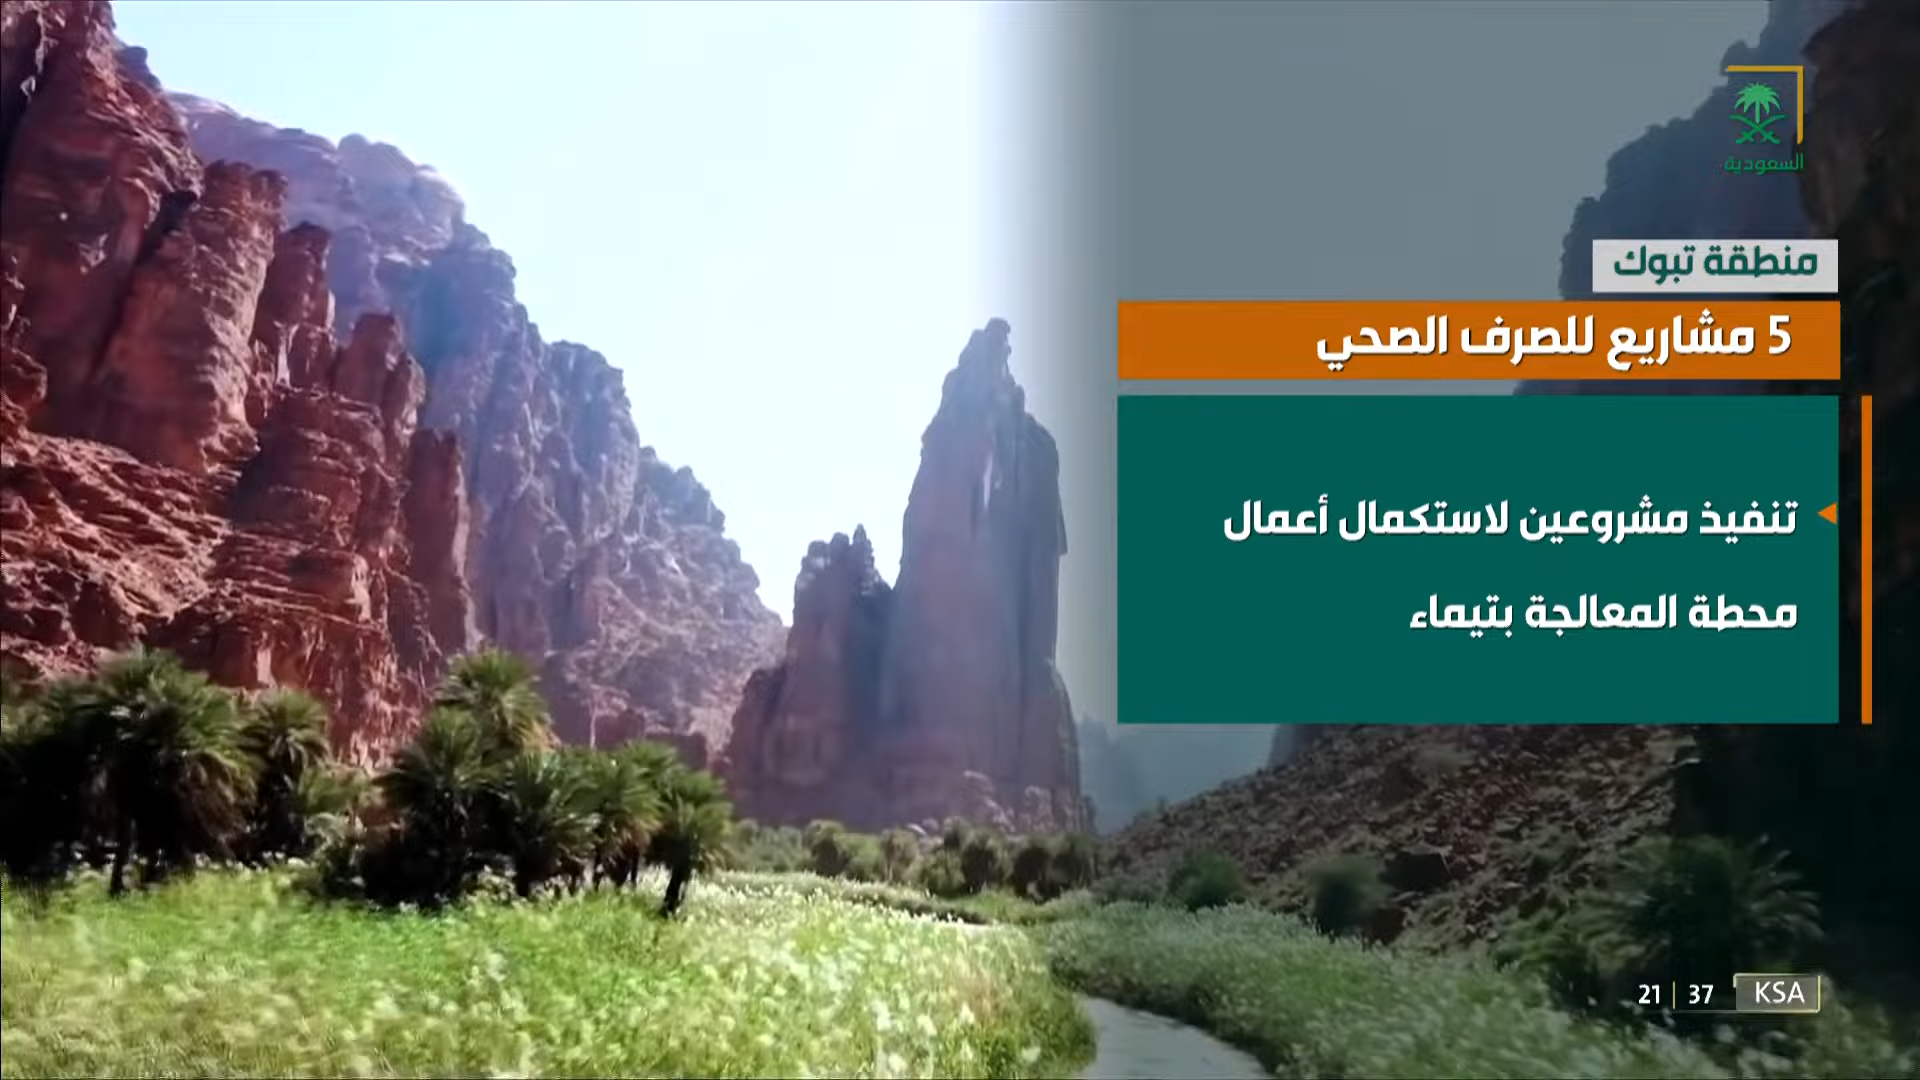 السعودية
منطقة تبوك
5 مشاريع للصرف الصحي
تنفيذ مشروعين لاستكمال أعمال
محطة المعالجة بتيماء
21 | 37 KSA